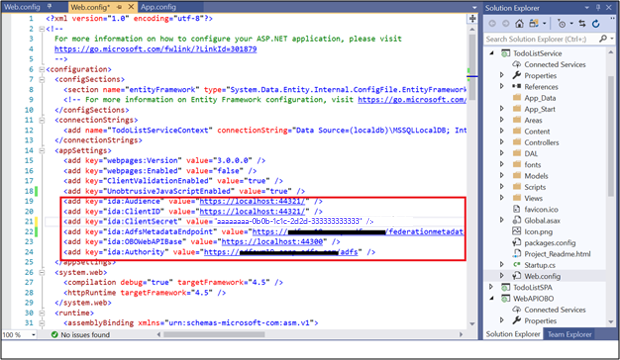 Web.config
Web.config*
App.config
1 <?xml version="1.0" encoding="utf-8"?>
2 <!--
3 For more information on how to configure your ASP.NET application, please visit
4 https://go.microsoft.com/fwlink/?LinkId=301879
5 -->
6 <configuration>
7 <configSections>
8 <section name="entityFramework" type="System.Data.Entity.Internal.ConfigFile.EntityFramework
9 <!-- For more information on Entity Framework configuration, visit https://go.microsoft.com
10 </configSections>
11 <connectionStrings>
12 <add name="TodoListServiceContext" connectionString="Data Source=(localdb)\MSSQLLocalDB; Int
13 </connectionStrings>
14 <appSettings>
15 <add key="webpages:Version" value="3.0.0.0" />
16 <add key="webpages:Enabled" value="false" />
17 <add key="ClientValidationEnabled" value="true" />
18 <add key="UnobtrusiveJavaScriptEnabled" value="true" />
19 <add key="ida:Audience" value="https://localhost:44321/" />
20 <add key="ida:ClientID" value="https://localhost:44321/" />
21 <add key="ida:ClientSecret" value="aaaaaaaa-0b0b-1c1c-2d2d-333333333333" />
22 <add key="ida:AdfsMetadataEndpoint" value="https:// /federationmetad
23 <add key="ida:OBOWebAPIBase" value="https://localhost:44300" />
24 <add key="ida:Authority" value="https:// /adfs" />
25 </appSettings>
26 <system.web>
27 <compilation debug="true" targetFramework="4.5" />
28 <httpRuntime targetFramework="4.5" />
29 </system.web>
30 <runtime>
31 <assemblyBinding xmlns="urn:schemas-microsoft-com:asm.v1">
100 %
No issues found
Solution Explorer
Search Solution Explorer (Ctrl+;)
TodoListService
Connected Services
Properties
References
App_Data
App_Start
Areas
Content
Controllers
DAL
fonts
Models
Scripts
Views
favicon.ico
Global.asax
Icon.png
packages.config
Project_Readme.html
Startup.cs
Web.config
TodoListSPA
WebAPIOBO
Connected Services
Properties
Solution Explorer
Team Explorer